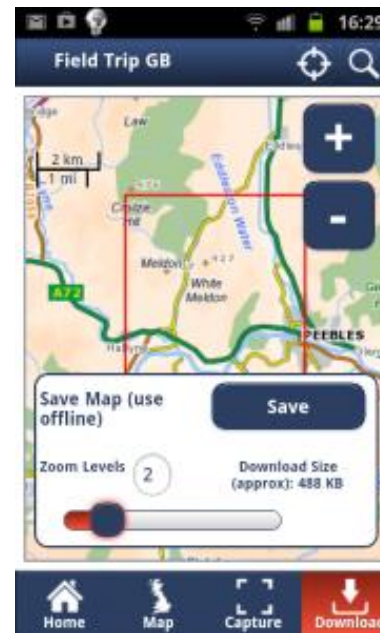 16:29
Field Trip GB
Law
2 km
1 mi
+
-
Eddleston Water
Meldon
White
Meldon
A72
PEEBLES
Save Map (use
offline)
Save
Zoom Levels
2
Download Size
(approx): 488 KB
Home
Map
Capture
Download